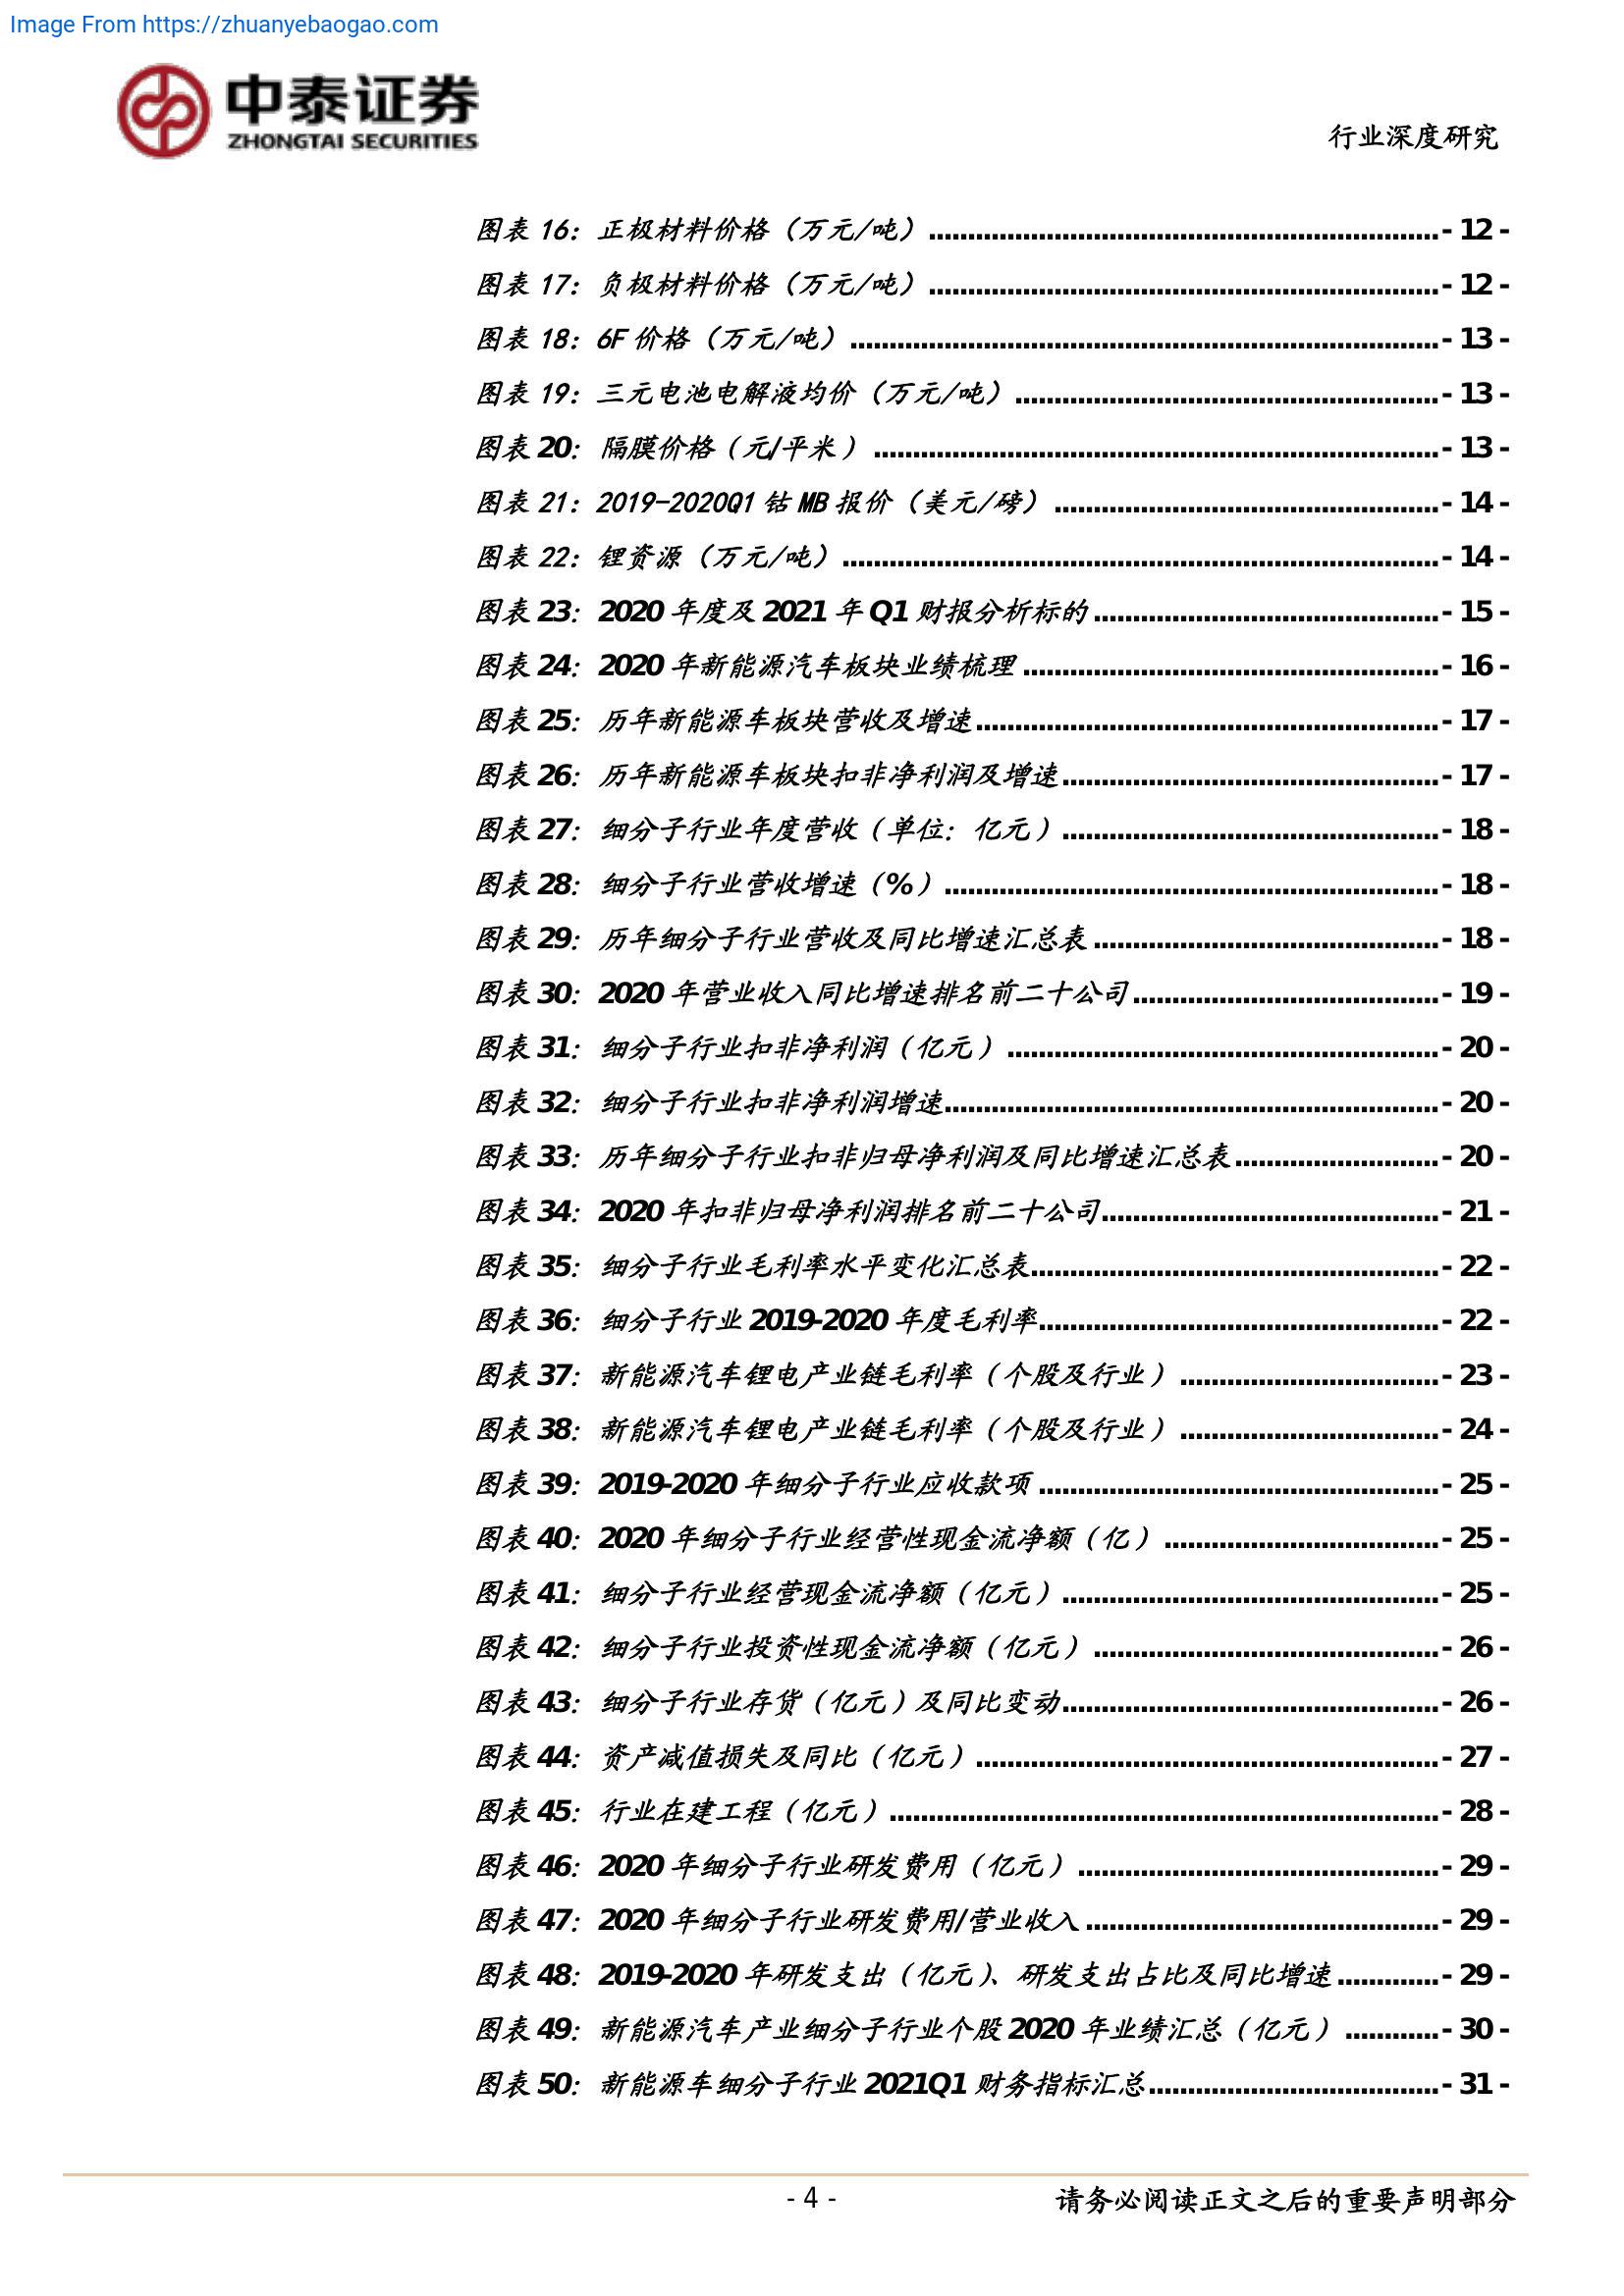 Image From https://zhuanyebaogao.com
中泰证券
ZHONGTAI SECURITIES
行业深度研究
图表 16：正极材料价格（万元/吨）................................................................- 12 -
图表 17：负极材料价格（万元/吨）................................................................- 12 -
图表 18：6F 价格（万元/吨）..........................................................................- 13 -
图表 19：三元电池电解液均价（万元/吨）.....................................................- 13 -
图表 20：隔膜价格（元/平米）.......................................................................- 13 -
图表 21：2019-2020Q1 钴 MB 报价（美元/磅）................................................- 14 -
图表 22：锂资源（万元/吨）...........................................................................- 14 -
图表 23：2020 年度及 2021 年 Q1 财报分析标的...........................................- 15 -
图表 24：2020 年新能源汽车板块业绩梳理....................................................- 16 -
图表 25：历年新能源车板块营收及增速..........................................................- 17 -
图表 26：历年新能源车板块扣非净利润及增速...............................................- 17 -
图表 27：细分子行业年度营收（单位：亿元）...............................................- 18 -
图表 28：细分子行业营收增速（%）..............................................................- 18 -
图表 29：历年细分子行业营收及同比增速汇总表...........................................- 18 -
图表 30：2020 年营业收入同比增速排名前二十公司......................................- 19 -
图表 31：细分子行业扣非净利润（亿元）......................................................- 20 -
图表 32：细分子行业扣非净利润增速..............................................................- 20 -
图表 33：历年细分子行业扣非归母净利润及同比增速汇总表.........................- 20 -
图表 34：2020 年扣非归母净利润排名前二十公司..........................................- 21 -
图表 35：细分子行业毛利率水平变化汇总表...................................................- 22 -
图表 36：细分子行业 2019-2020 年度毛利率..................................................- 22 -
图表 37：新能源汽车锂电产业链毛利率（个股及行业）................................- 23 -
图表 38：新能源汽车锂电产业链毛利率（个股及行业）................................- 24 -
图表 39：2019-2020 年细分子行业应收款项..................................................- 25 -
图表 40：2020 年细分子行业经营性现金流净额（亿）..................................- 25 -
图表 41：细分子行业经营现金流净额（亿元）...............................................- 25 -
图表 42：细分子行业投资性现金流净额（亿元）...........................................- 26 -
图表 43：细分子行业存货（亿元）及同比变动...............................................- 26 -
图表 44：资产减值损失及同比（亿元）..........................................................- 27 -
图表 45：行业在建工程（亿元）.....................................................................- 28 -
图表 46：2020 年细分子行业研发费用（亿元）.............................................- 29 -
图表 47：2020 年细分子行业研发费用/营业收入............................................- 29 -
图表 48：2019-2020 年研发支出（亿元）、研发支出占比及同比增速.............- 29 -
图表 49：新能源汽车产业细分子行业个股 2020 年业绩汇总（亿元）............- 30 -
图表 50：新能源车细分子行业 2021Q1 财务指标汇总....................................- 31 -
- 4 -
请务必阅读正文之后的重要声明部分